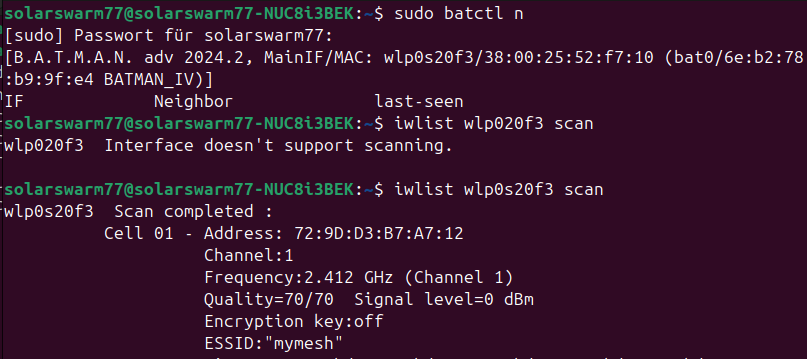 solarswarm77@solarswarm77-NUC8i3BEK:~$ sudo batctl n
[sudo] Passwort für solarswarm77:
[B.A.T.M.A.N. adv 2024.2, MainIF/MAC: wlp0s20f3/38:00:25:52:f7:10 (bat0/6e:b2:78
:b9:9f:e4 BATMAN_IV)]
IF             Neighbor              last-seen
solarswarm77@solarswarm77-NUC8i3BEK:~$ iwlist wlp020f3 scan
wlp020f3  Interface doesn't support scanning.
solarswarm77@solarswarm77-NUC8i3BEK:~$ iwlist wlp0s20f3 scan
wlp0s20f3  Scan completed :
          Cell 01 - Address: 72:9D:D3:B7:A7:12
                    Channel:1
                    Frequency:2.412 GHz (Channel 1)
                    Quality=70/70  Signal level=0 dBm
                    Encryption key:off
                    ESSID:"mymesh"